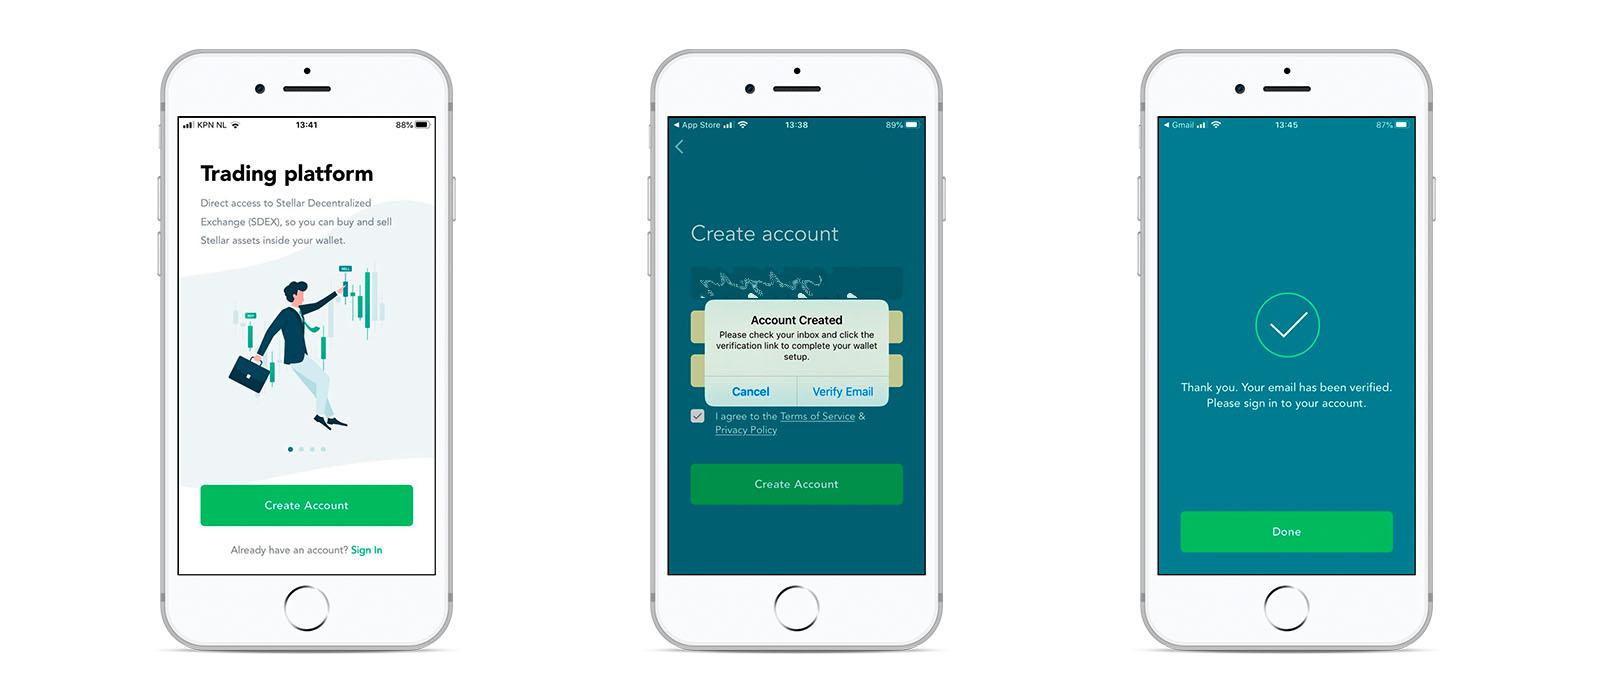 KPN NL 13:41 88%
Trading platform
Direct access to Stellar Decentralized
Exchange (SDEX), so you can buy and sell
Stellar assets inside your wallet.
SELL
BUY
Create Account
Already have an account? Sign In
App Store 13:38 89%
Create account
Account Created
Please check your inbox and click the
verification link to complete your wallet
setup.
Cancel Verify Email
I agree to the Terms of Service &
Privacy Policy
Create Account
Gmail 13:45 87%
Thank you. Your email has been verified.
Please sign in to your account.
Done